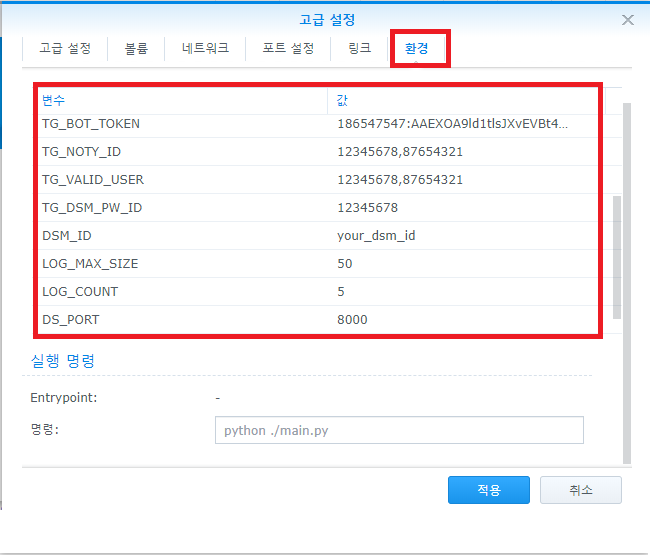 고급 설정
고급 설정 볼륨 네트워크 포트 설정 링크 환경
변수 값
TG_BOT_TOKEN 186547547:AAEXOA9ld1tlsJXvEVBt4...
TG_NOTY_ID 12345678,87654321
TG_VALID_USER 12345678,87654321
TG_DSM_PW_ID 12345678
DSM_ID your_dsm_id
LOG_MAX_SIZE 50
LOG_COUNT 5
DS_PORT 8000
실행 명령
Entrypoint: -
명령: python ./main.py
적용 취소